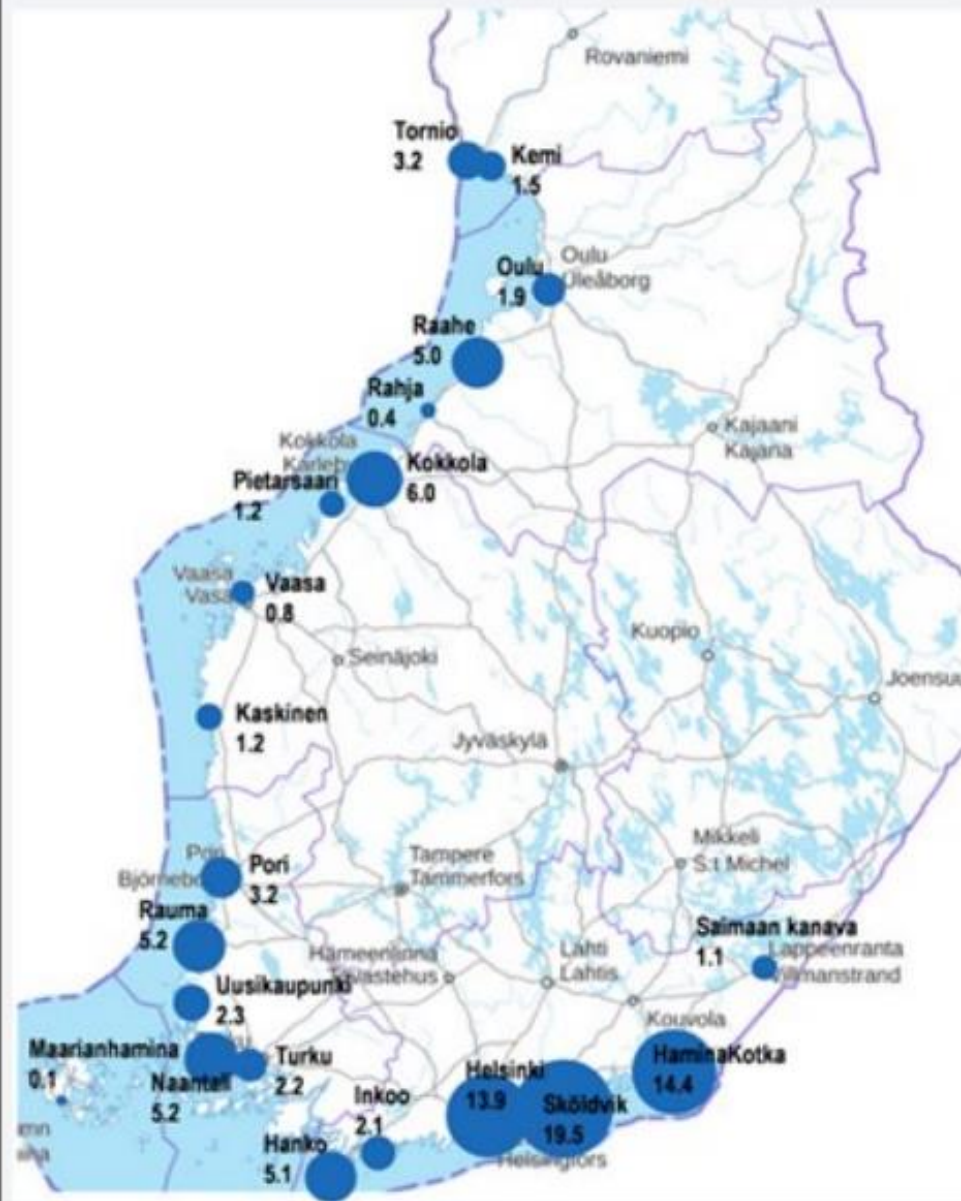 Rovaniemi
Tornio
3.2
Kemi
1.5
Oulu
1.9
Oulu
Uleåborg
Raahe
5.0
Rahja
0.4
Kajaani
Kajana
Kokkola
Kokkola
6.0
Pietarsaari
1.2
Vaasa
Vasa
Vaasa
0.8
Kuopio
Seinäjoki
Joensuu
Kaskinen
1.2
Jyväskylä
Mikkeli
S:t Michel
Pori
Pori
3.2
Tampere
Tammerfors
Rauma
5.2
Saimaan kanava
1.1
Lappeenranta
Hämeenlinna
Lahti
Lahtis
Uusikaupunki
2.3
Kouvola
Maarianhamina
0.1
Naantali
5.2
Turku
2.2
HaminaKotka
14.4
Helsinki
13.9
Sköldvik
19.5
Inkoo
2.1
Hanko
5.1
Helsingfors